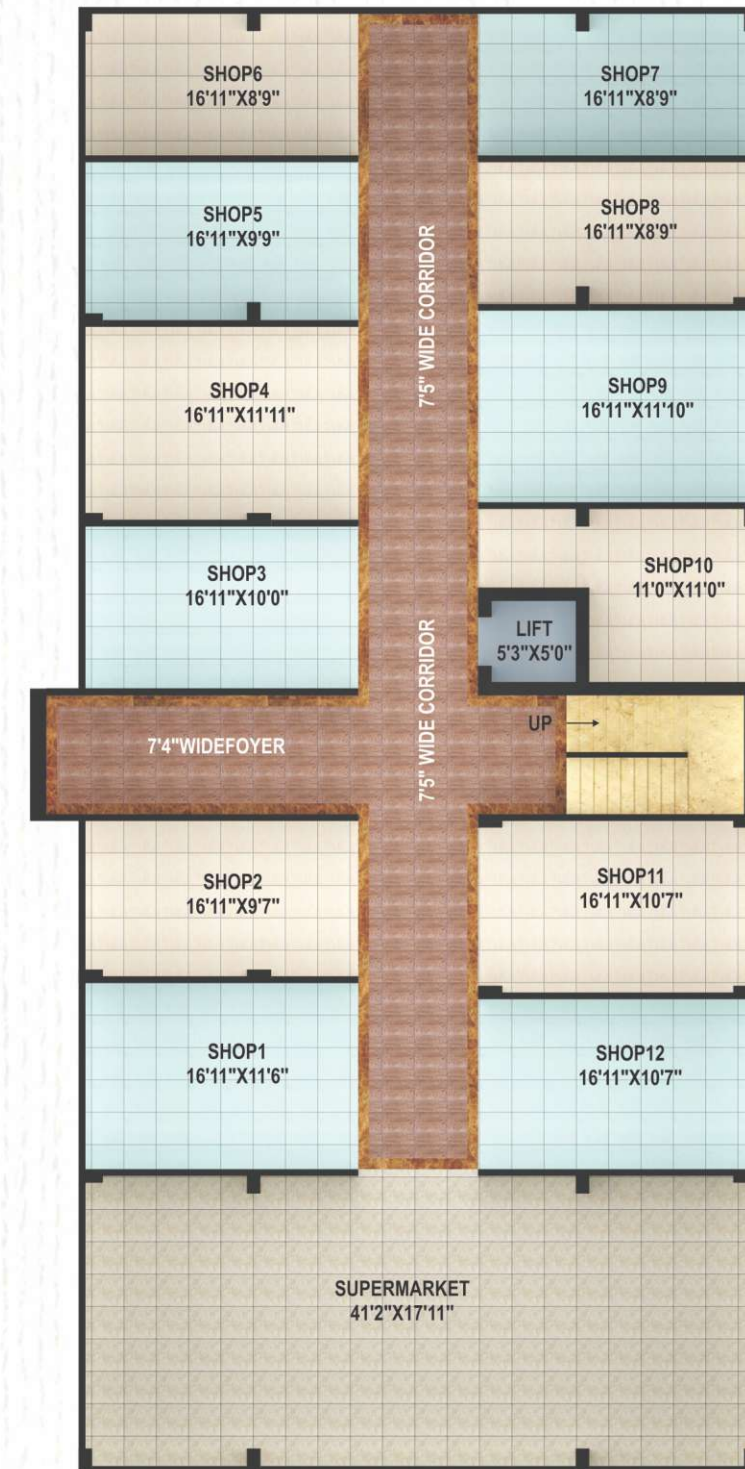 SHOP6
16'11"X8'9"
SHOP7
16'11"X8'9"
SHOP5
16'11"X9'9"
SHOP8
16'11"X8'9"
7'5" WIDE CORRIDOR
SHOP4
16'11"X11'11"
SHOP9
16'11"X11'10"
SHOP3
16'11"X10'0"
SHOP10
11'0"X11'0"
LIFT
5'3"X5'0"
7'5" WIDE CORRIDOR
UP
7'4"WIDEFOYER
SHOP2
16'11"X9'7"
SHOP11
16'11"X10'7"
SHOP1
16'11"X11'6"
SHOP12
16'11"X10'7"
SUPERMARKET
41'2"X17'11"